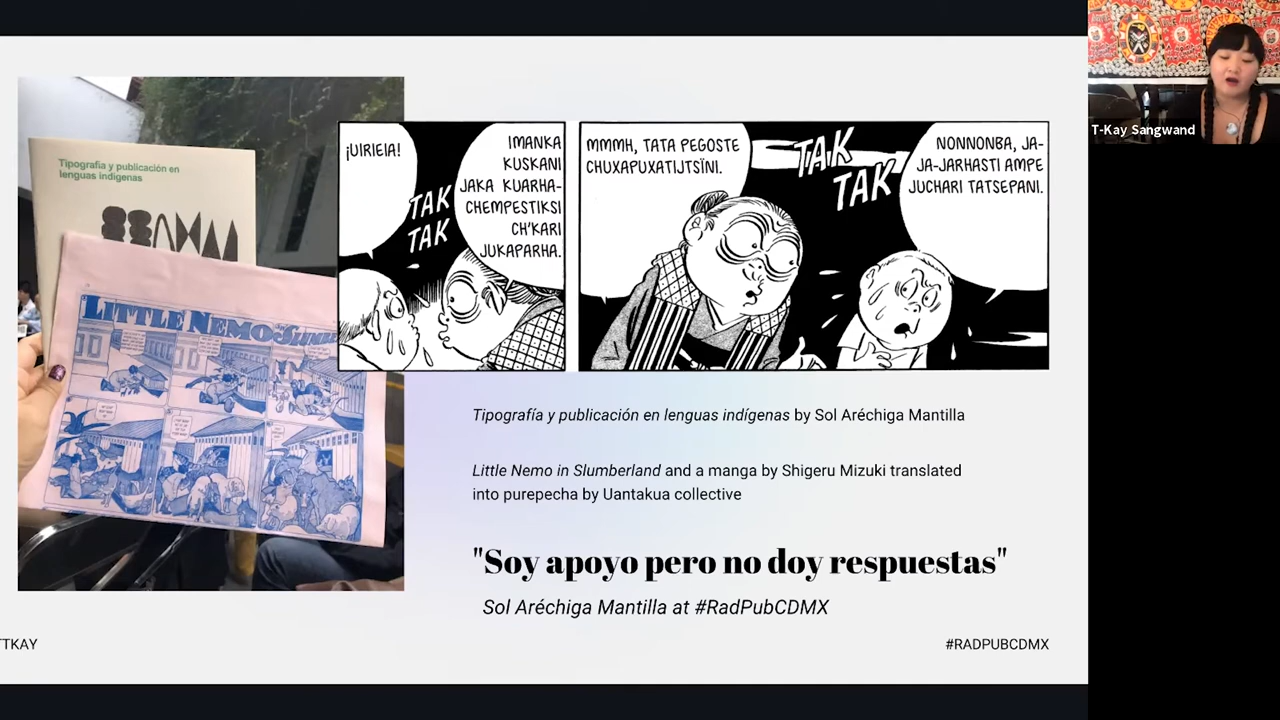 Tipografía y publicación en
lenguas indígenas
LITTLE NEMO
¡UIRIEIA!
TAK
TAK
IMANKA
KUSKANI
JAKA KUARHA-
CHEMPESTIKSI
CH'KARI
JUKAPARHA.
MMMH, TATA PEGOSTE
CHUXAPUXATIJTSÏNI.
TAK
TAK
NONNONBA, JA-
JA-JARHASTI AMPE
JUCHARI TATSEPANI.
Tipografía y publicación en lenguas indígenas by Sol Aréchiga Mantilla
Little Nemo in Slumberland and a manga by Shigeru Mizuki translated
into purepecha by Uantakua collective
"Soy apoyo pero no doy respuestas"
Sol Aréchiga Mantilla at #RadPubCDMX
TKAY
#RADPUBCDMX
T-Kay Sangwand